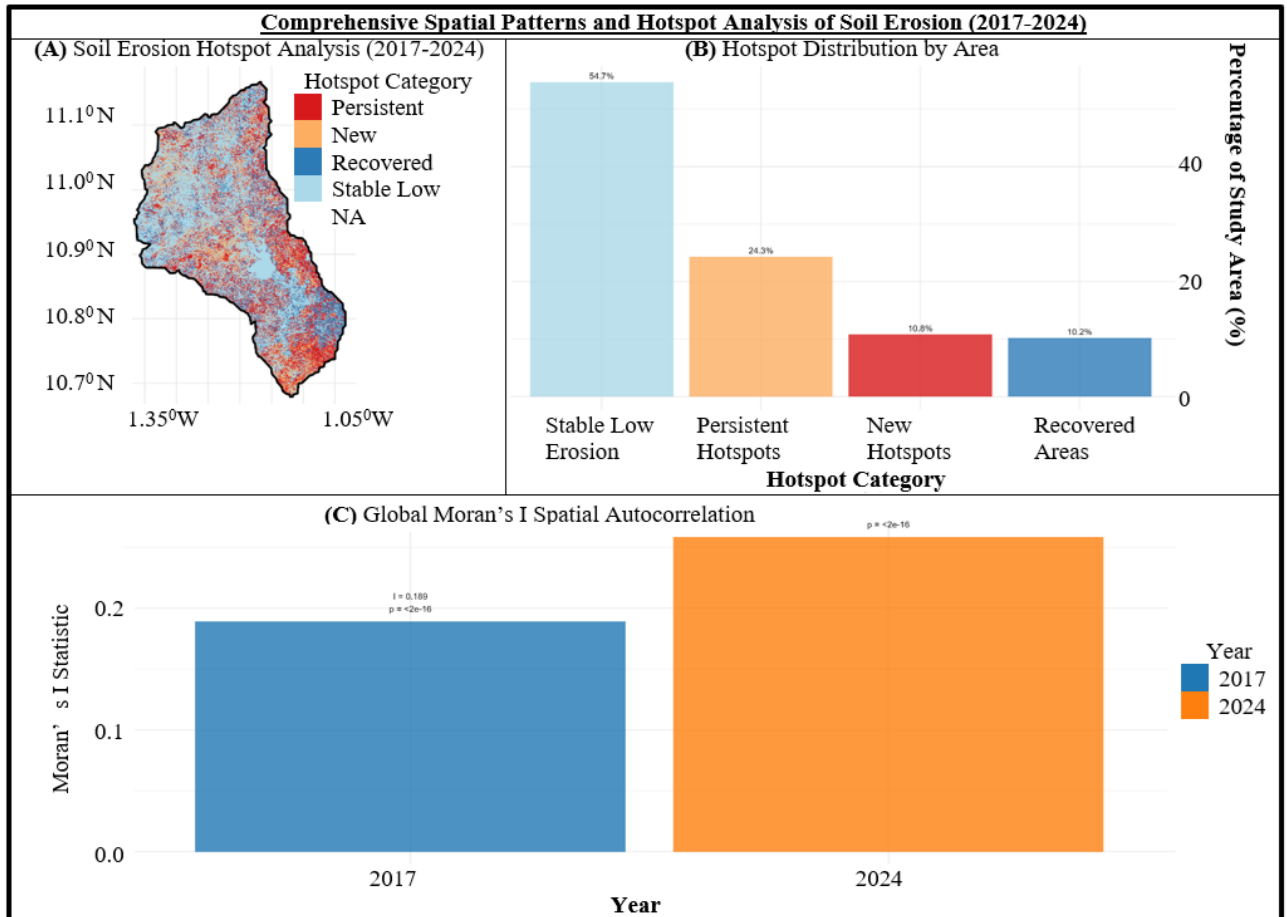 Comprehensive Spatial Patterns and Hotspot Analysis of Soil Erosion (2017-2024)
(A) Soil Erosion Hotspot Analysis (2017-2024)
Hotspot Category
Persistent
New
Recovered
Stable Low
NA
11.1⁰N
11.0⁰N
10.9⁰N
10.8⁰N
10.7⁰N
1.35⁰W
1.05⁰W
(B) Hotspot Distribution by Area
54.7%
24.3%
10.8%
10.2%
Percentage of Study Area (%)
40
20
0
Stable Low
Erosion
Persistent
Hotspots
New
Hotspots
Recovered
Areas
Hotspot Category
(C) Global Moran's I Spatial Autocorrelation
I = 0.189
p = <2e-16
p = <2e-16
Moran' s I Statistic
0.2
0.1
0.0
2017
2024
Year
Year
2017
2024